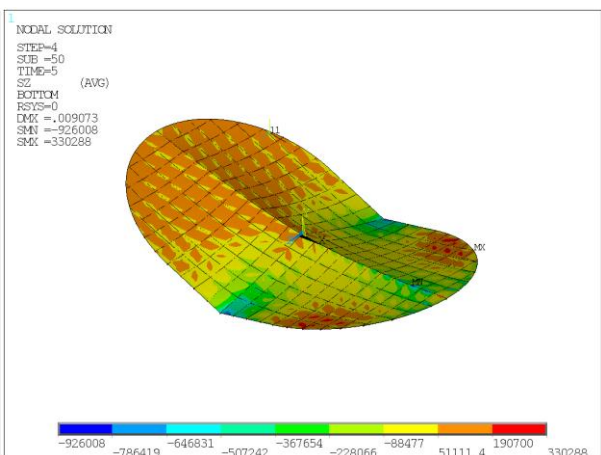 1
NODAL SOLUTION
STEP=4
SUB =50
TIME=5
SZ (AVG)
BOTTOM
RSYS=0
DMX =.009073
SMN =-926008
SMX =330288
MX
-926008 -646831 -367654 -88477 190700
-786419 -507242 -228066 51111.4 330288